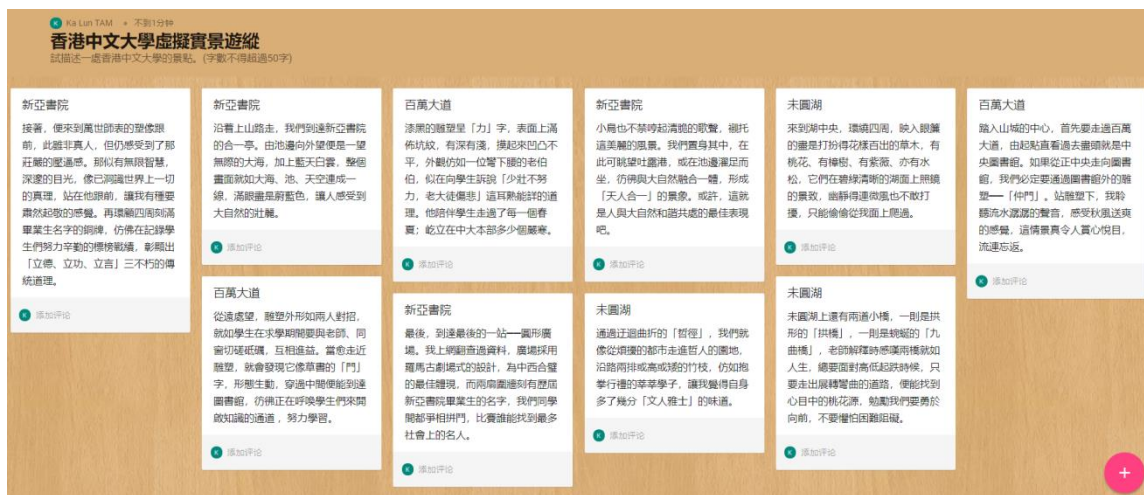 K Ka Lun TAM • 不到1分钟
香港中文大學虛擬實景遊縱
試描述一處香港中文大學的景點。(字數不得超過50字)
新亞書院
接著，便來到萬世師表的塑像跟
前，此雖非真人，但仍感受到了那
莊嚴的壓逼感。那似有無限智慧，
深邃的目光，像已洞識世界上一切
的真理，站在他跟前，讓我有種要
肅然起敬的感覺。再環顧四周刻滿
畢業生名字的銅牌，仿佛在記錄學
生們努力辛勤的標榜戰績，彰顯出
「立德、立功、立言」三不朽的傳
統道理。
K 添加评论
新亞書院
沿着上山路走，我們到達新亞書院
的合一亭。由池邊向外望便是一望
無際的大海，加上藍天白雲，整個
畫面就如大海、池、天空連成一
線，滿眼盡是蔚藍色，讓人感受到
大自然的壯麗。
K 添加评论
百萬大道
從遠處望，雕塑外形如兩人對招，
就如學生在求學期間要與老師、同
窗切磋砥礪，互相進益。當愈走近
雕塑，就會發現它像草書的「門」
字，形態生動，穿過中間便能到達
圖書館，仿佛正在呼喚學生們來開
啟知識的通道，努力學習。
K 添加评论
百萬大道
漆黑的雕塑呈「力」字，表面上滿
佈坑紋，有深有淺，摸起來凹凸不
平，外觀仿如一位彎下腰的老伯
伯，似在向學生訴說「少壯不努
力，老大徒傷悲」這耳熟能詳的道
理。他陪伴學生走過了每一個春
夏；屹立在中大本部多少個嚴寒。
K 添加评论
新亞書院
最後，到達最後的一站──圓形廣
場。我上網翻查過資料，廣場採用
羅馬古劇場式的設計，為中西合璧
的最佳體現，而兩扇圍牆刻有歷屆
新亞書院畢業生的名字，我們同學
間都爭相拼鬥，比賽誰能找到最多
社會上的名人。
K 添加评论
新亞書院
小鳥也不禁哼起清脆的歌聲，襯托
這美麗的風景。我們置身其中，在
此可眺望吐露港，或在池邊濯足而
坐，彷彿與大自然融合一體，形成
「天人合一」的景象。或許，這就
是人與大自然和諧共處的最佳表現
吧。
K 添加评论
未圓湖
通過迂迴曲折的「哲徑」，我們就
像從煩擾的都市走進哲人的園地，
沿路兩排或高或矮的竹枝，仿如抱
拳行禮的莘莘學子，讓我覺得自身
多了幾分「文人雅士」的味道。
K 添加评论
未圓湖
來到湖中央，環繞四周，映入眼簾
的盡是打扮得花樣百出的草木，有
桃花、有樟樹、有紫薇、亦有水
松，它們在碧綠清晰的湖面上照鏡
的景致，幽靜得連微風也不敢打
擾，只能偷偷從我面上爬過。
K 添加评论
未圓湖
未圓湖上還有兩道小橋，一則是拱
形的「拱橋」，一則是蜿蜒的「九
曲橋」，老師解釋時感嘆兩橋就如
人生，總要面對高低起跌時候，只
要走出展轉彎曲的道路，便能找到
心目中的桃花源，勉勵我們要勇於
向前，不要懼怕困難阻礙。
K 添加评论
百萬大道
踏入山城的中心，首先要走過百萬
大道，由起點直看過去盡頭就是中
央圖書館。如果從正中央走向圖書
館，我們必定要通過圖書館外的雕
塑──「仲門」。站雕塑下，我聆
聽流水潺潺的聲音，感受秋風送爽
的感覺，這情景真令人賞心悅目，
流連忘返。
K 添加评论